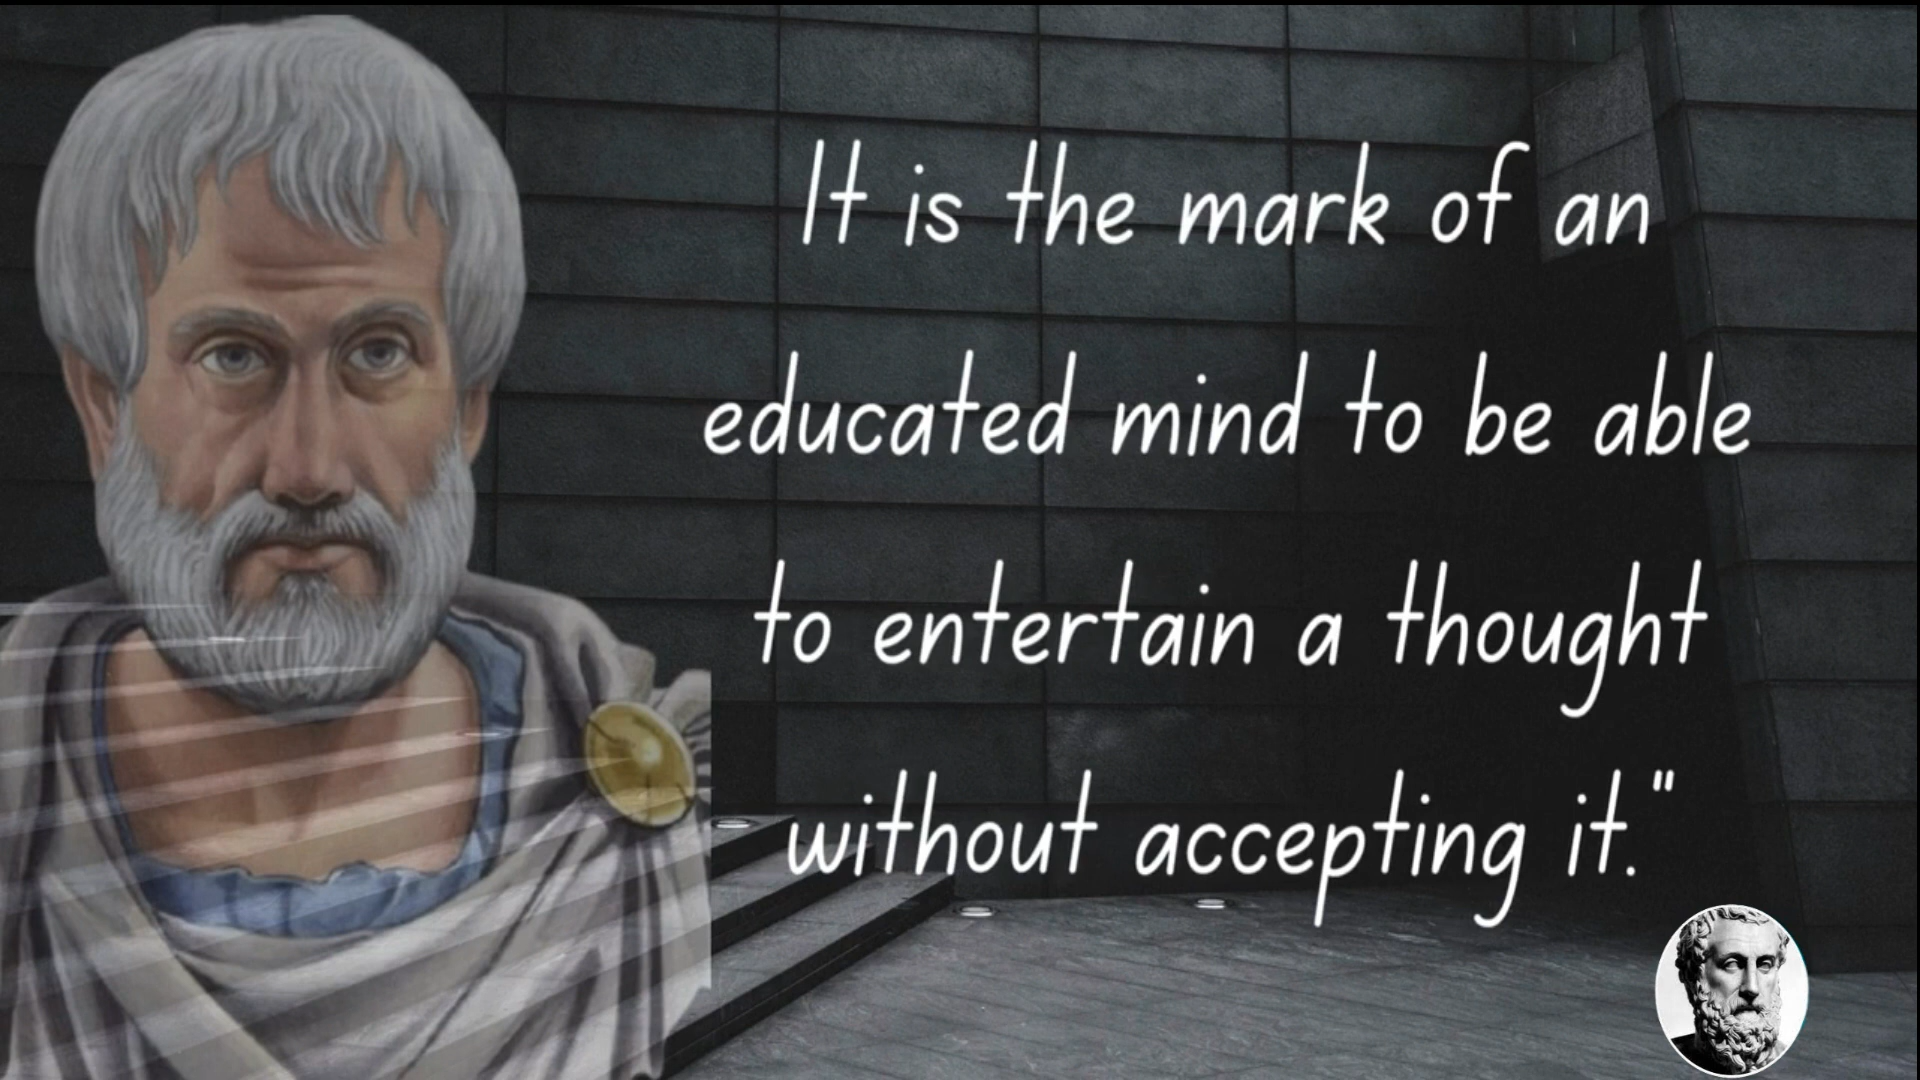 It is the mark of an
educated mind to be able
to entertain a thought
without accepting it."